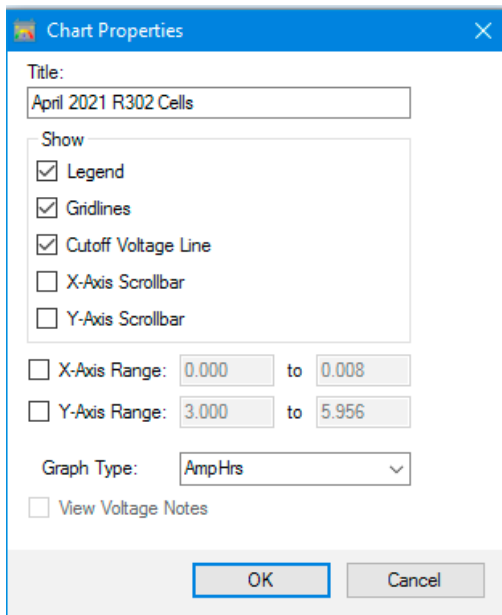 Chart Properties
Title:
April 2021 R302 Cells
Show
Legend
Gridlines
Cutoff Voltage Line
X-Axis Scrollbar
Y-Axis Scrollbar
X-Axis Range: 0.000 to 0.008
Y-Axis Range: 3.000 to 5.956
Graph Type: AmpHrs
View Voltage Notes
OK Cancel